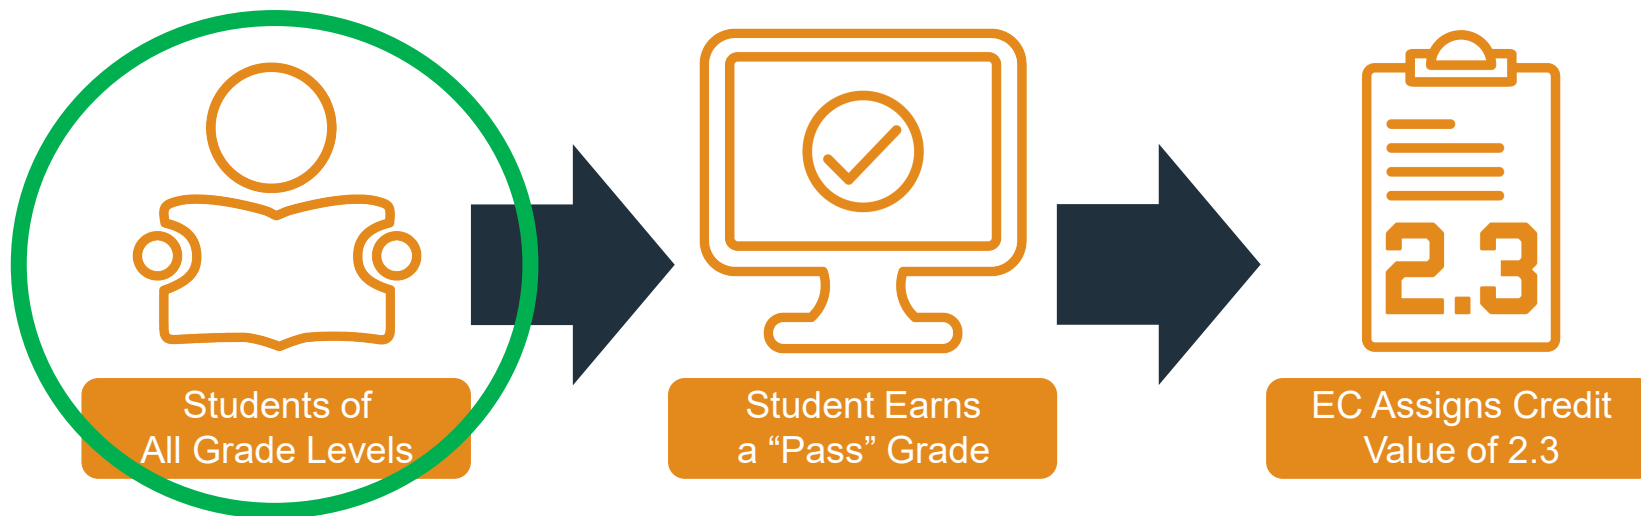 2.3
Students of
All Grade Levels
Student Earns
a “Pass” Grade
EC Assigns Credit
Value of 2.3